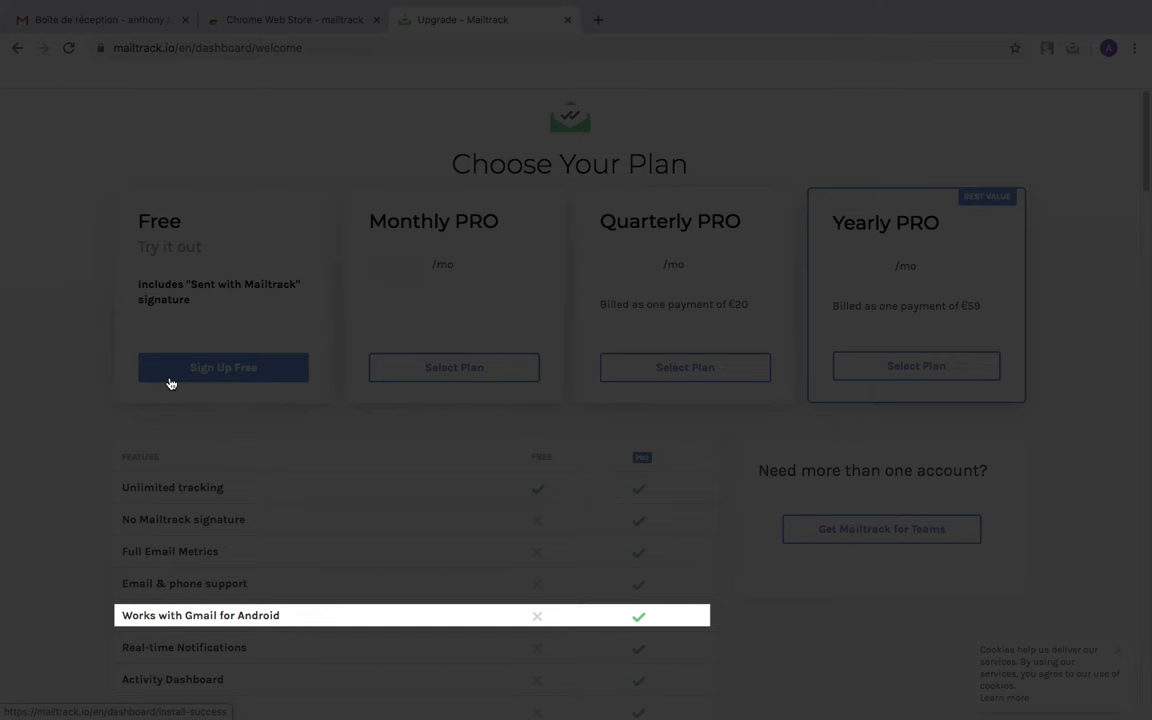 Boîte de réception - anthony.t
Chrome Web Store - mailtrack
Upgrade - Mailtrack
mailtrack.io/en/dashboard/welcome
A
Choose Your Plan
Free
Try it out
Includes "Sent with Mailtrack"
signature
Sign Up Free
Monthly PRO
/mo
Select Plan
Quarterly PRO
/mo
Billed as one payment of €20
Select Plan
BEST VALUE
Yearly PRO
/mo
Billed as one payment of €59
Select Plan
FEATURE FREE PRO
Unlimited tracking
No Mailtrack signature
Full Email Metrics
Email & phone support
Works with Gmail for Android
Real-time Notifications
Activity Dashboard
Need more than one account?
Get Mailtrack for Teams
Cookies help us deliver our
services. By using our
services, you agree to our use of
cookies.
Learn more
https://mailtrack.io/en/dashboard/install-success